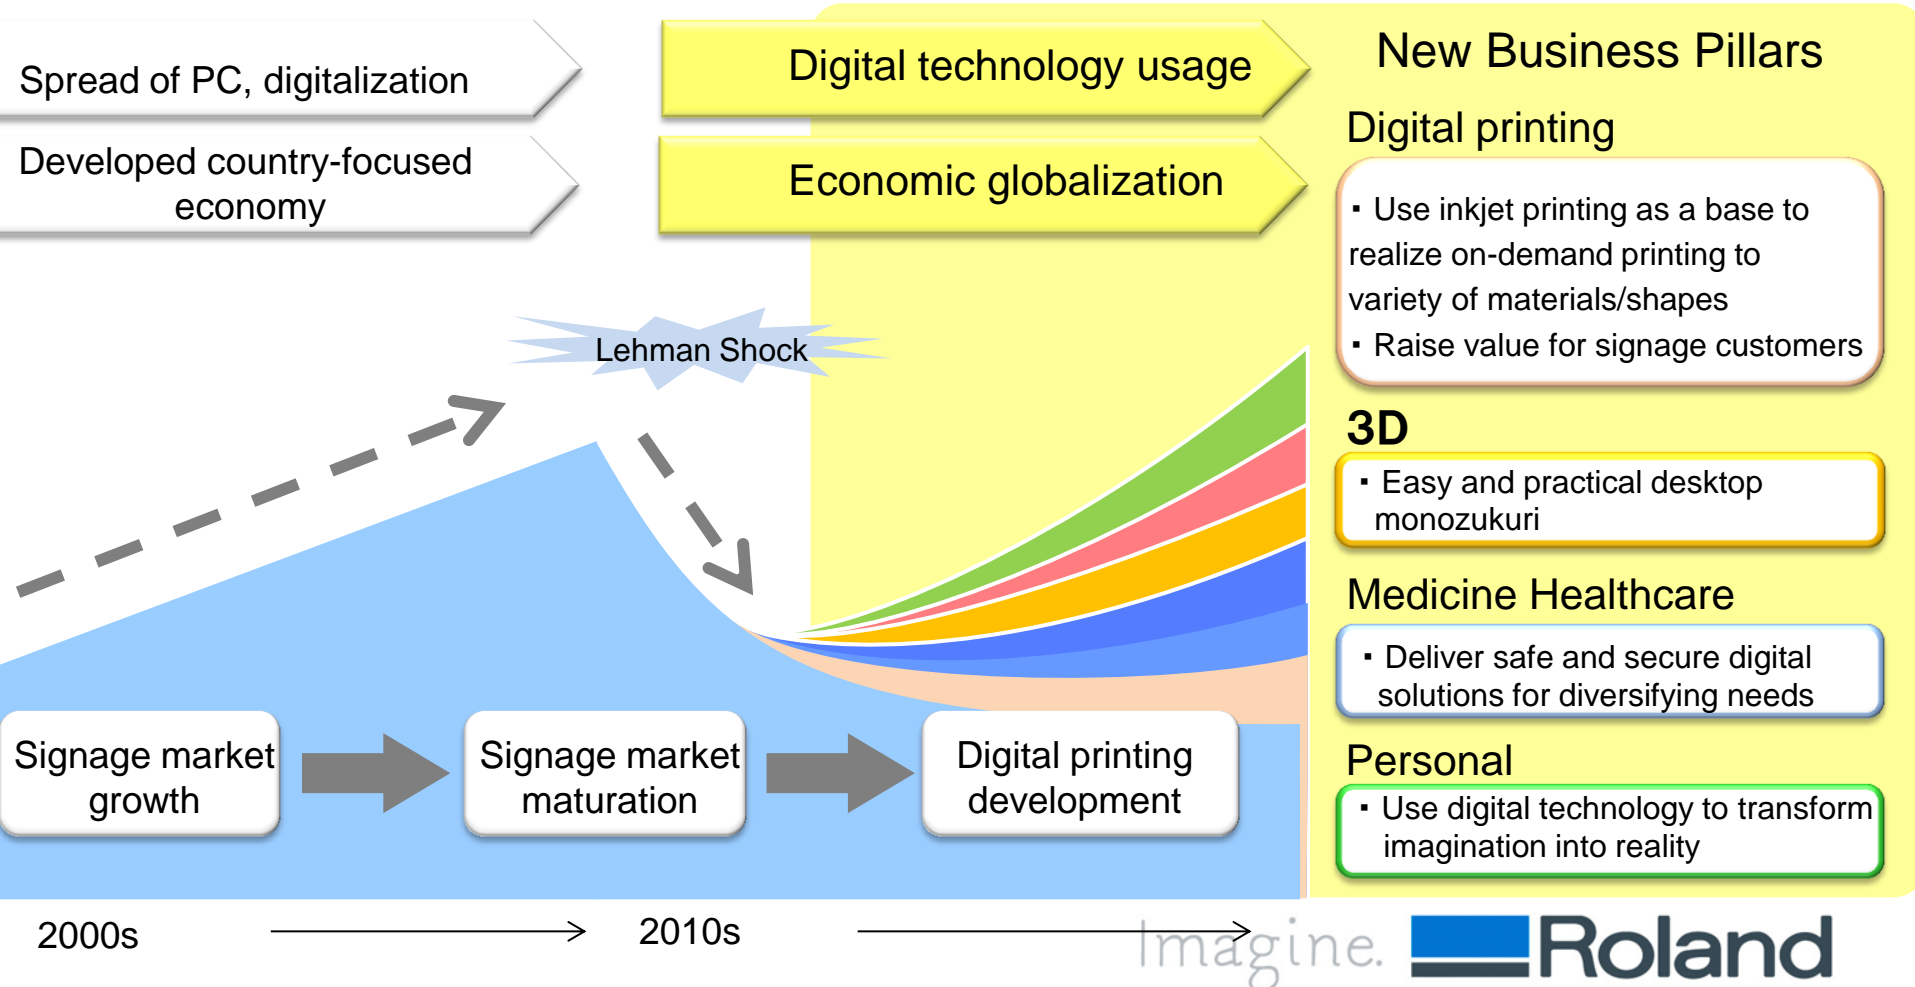 Spread of PC, digitalization
Developed country-focused
economy
Digital technology usage
Economic globalization
Lehman Shock
Signage market
growth
Signage market
maturation
Digital printing
development
2000s
2010s
New Business Pillars
Digital printing
・Use inkjet printing as a base to
realize on-demand printing to
variety of materials/shapes
・Raise value for signage customers
3D
・Easy and practical desktop
monozukuri
Medicine Healthcare
・Deliver safe and secure digital
solutions for diversifying needs
Personal
・Use digital technology to transform
imagination into reality
Imagine.
Roland